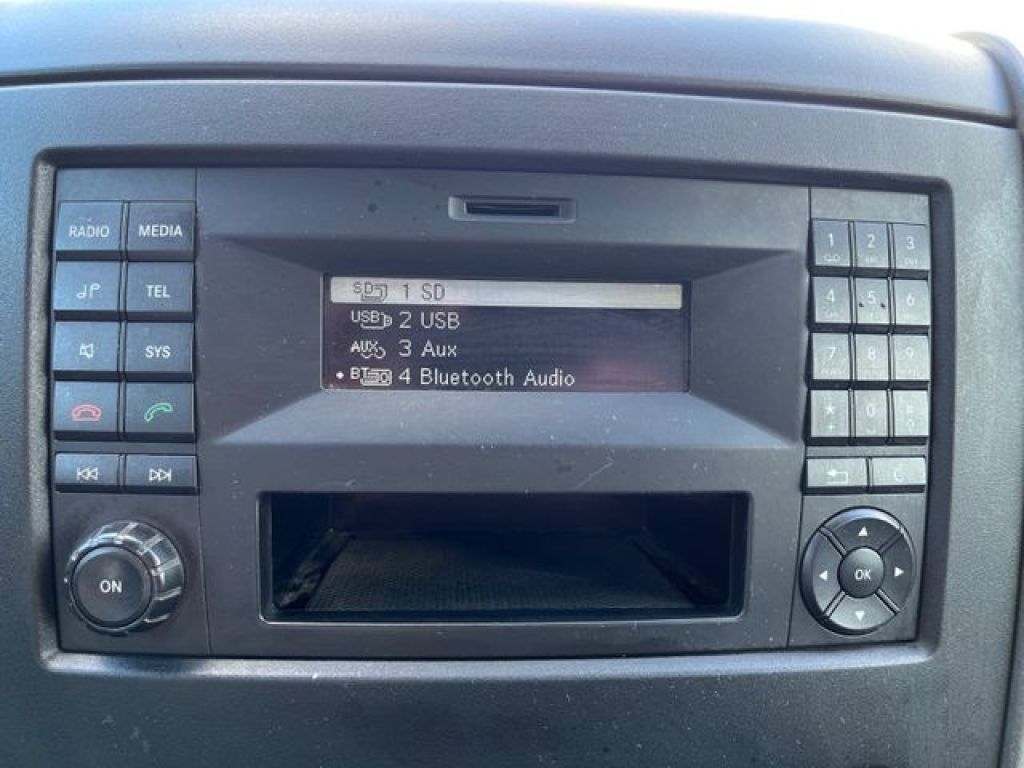 RADIO MEDIA
TEL
SYS
ON
SD 1 SD
USB 2 USB
AUX 3 Aux
BT 4 Bluetooth Audio
1 2 3
4 5 6
7 8 9
* 0 #
C
OK